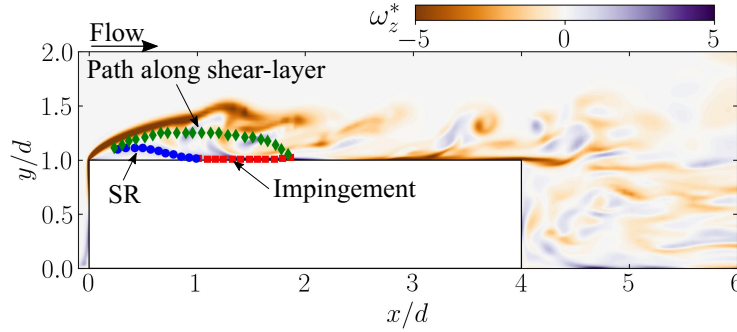 Flow
ω*z
−5 0 5
Path along shear-layer
SR
Impingement
y/d
2.0
1.5
1.0
0.5
0.0
0 1 2 3 4 5 6
x/d